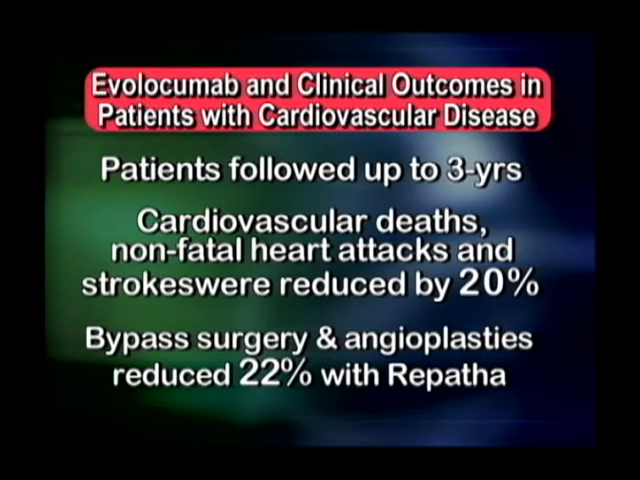 Evolocumab and Clinical Outcomes in
Patients with Cardiovascular Disease
Patients followed up to 3-yrs
Cardiovascular deaths,
non-fatal heart attacks and
strokeswere reduced by 20%
Bypass surgery & angioplasties
reduced 22% with Repatha